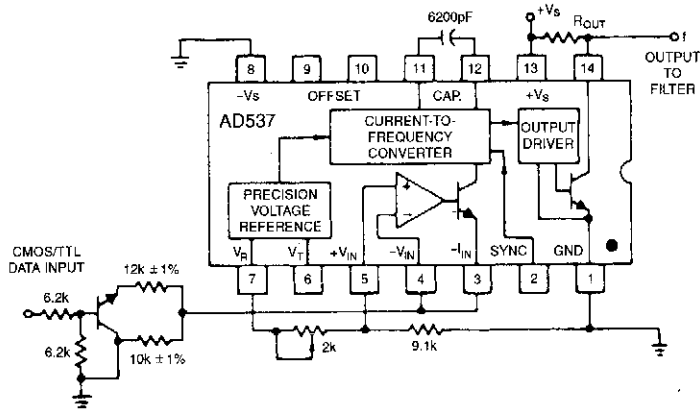 6200pF
+VS
ROUT
f
OUTPUT
TO
FILTER
8
9
10
11
12
13
14
–VS
OFFSET
CAP.
+VS
AD537
CURRENT-TO-
FREQUENCY
CONVERTER
OUTPUT
DRIVER
PRECISION
VOLTAGE
REFERENCE
+
–
VR
VT
+VIN
–VIN
–IIN
SYNC
GND
7
6
5
4
3
2
1
CMOS/TTL
DATA INPUT
12k ±1%
6.2k
6.2k
10k ±1%
2k
9.1k